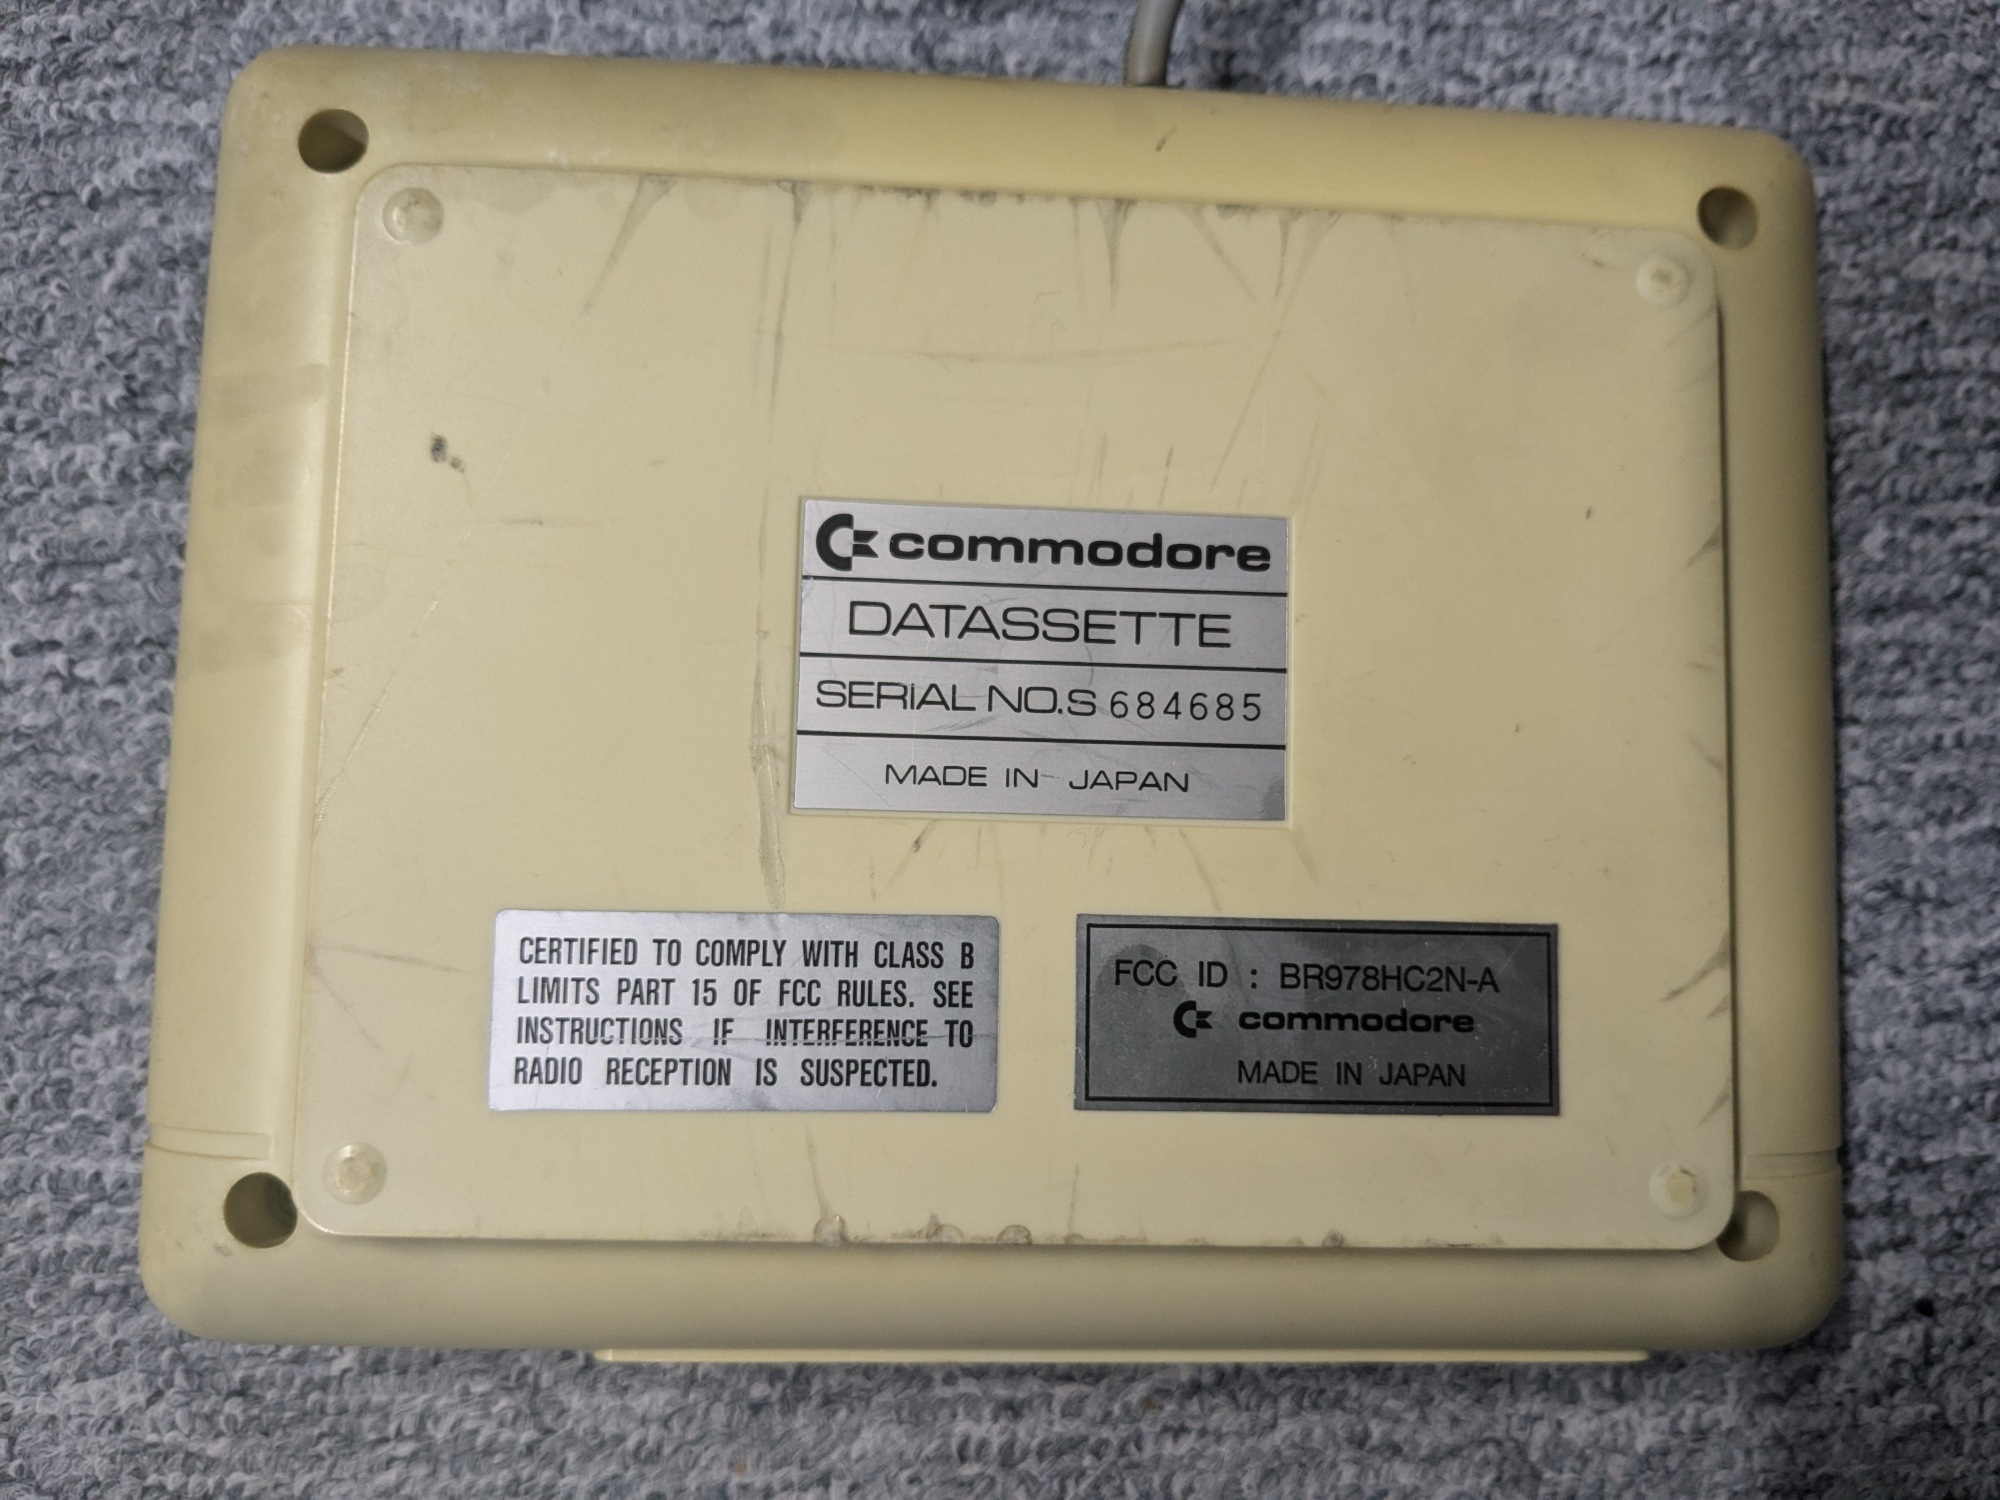 commodore
DATASSETTE
SERIAL NO.S 684685
MADE IN JAPAN
CERTIFIED TO COMPLY WITH CLASS B
LIMITS PART 15 OF FCC RULES. SEE
INSTRUCTIONS IF INTERFERENCE TO
RADIO RECEPTION IS SUSPECTED.
FCC ID : BR978HC2N-A
commodore
MADE IN JAPAN